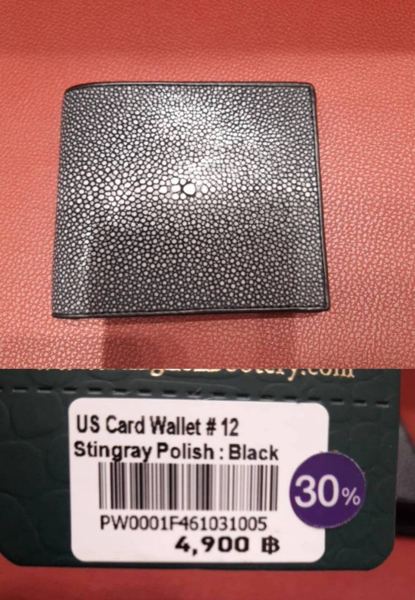 US Card Wallet # 12
Stingray Polish : Black
30%
PW0001F461031005
4,900 ฿